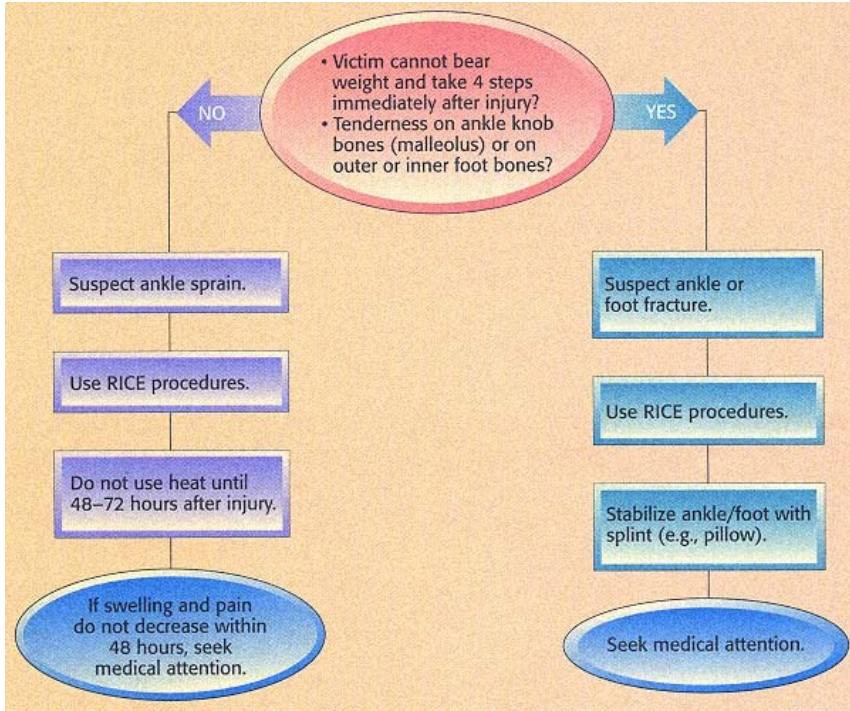 • Victim cannot bear
weight and take 4 steps
immediately after injury?
• Tenderness on ankle knob
bones (malleolus) or on
outer or inner foot bones?
NO
YES
Suspect ankle sprain.
Use RICE procedures.
Do not use heat until
48–72 hours after injury.
If swelling and pain
do not decrease within
48 hours, seek
medical attention.
Suspect ankle or
foot fracture.
Use RICE procedures.
Stabilize ankle/foot with
splint (e.g., pillow).
Seek medical attention.